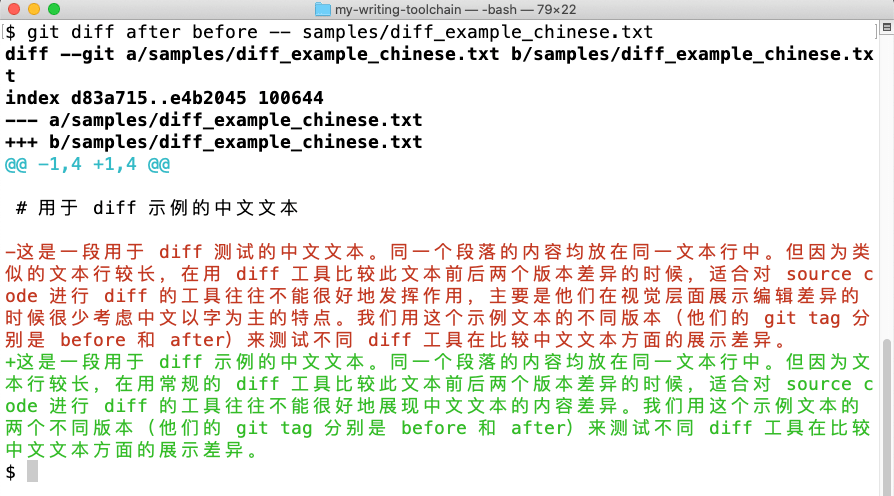 my-writing-toolchain — -bash — 79×22
$ git diff after before -- samples/diff_example_chinese.txt
diff --git a/samples/diff_example_chinese.txt b/samples/diff_example_chinese.tx
t
index d83a715..e4b2045 100644
--- a/samples/diff_example_chinese.txt
+++ b/samples/diff_example_chinese.txt
@@ -1,4 +1,4 @@
# 用于 diff 示例的中文文本
-这是一段用于 diff 测试的中文文本。同一个段落的内容均放在同一文本行中。但因为类
似的文本行较长，在用 diff 工具比较此文本前后两个版本差异的时候，适合对 source c
ode 进行 diff 的工具往往不能很好地发挥作用，主要是他们在视觉层面展示编辑差异的
时候很少考虑中文以字为主的特点。我们用这个示例文本的不同版本（他们的 git tag 分
别是 before 和 after）来测试不同 diff 工具在比较中文文本方面的展示差异。
+这是一段用于 diff 示例的中文文本。同一个段落的内容均放在同一文本行中。但因为文
本行较长，在用常规的 diff 工具比较此文本前后两个版本差异的时候，适合对 source c
ode 进行 diff 的工具往往不能很好地展现中文文本的内容差异。我们用这个示例文本的
两个不同版本（他们的 git tag 分别是 before 和 after）来测试不同 diff 工具在比较
中文文本方面的展示差异。
$